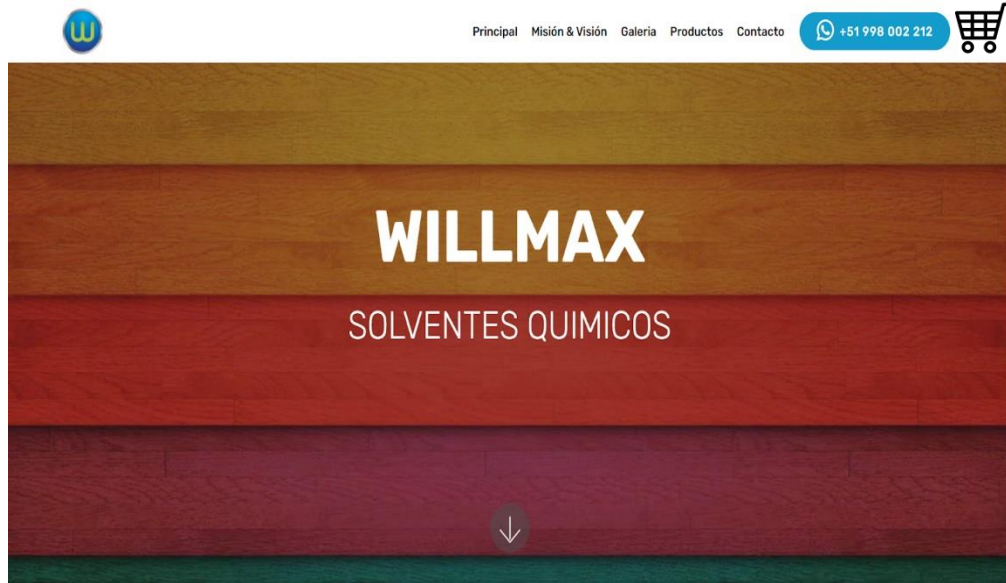 W
Principal Misión & Visión Galeria Productos Contacto +51 998 002 212
WILLMAX
SOLVENTES QUIMICOS